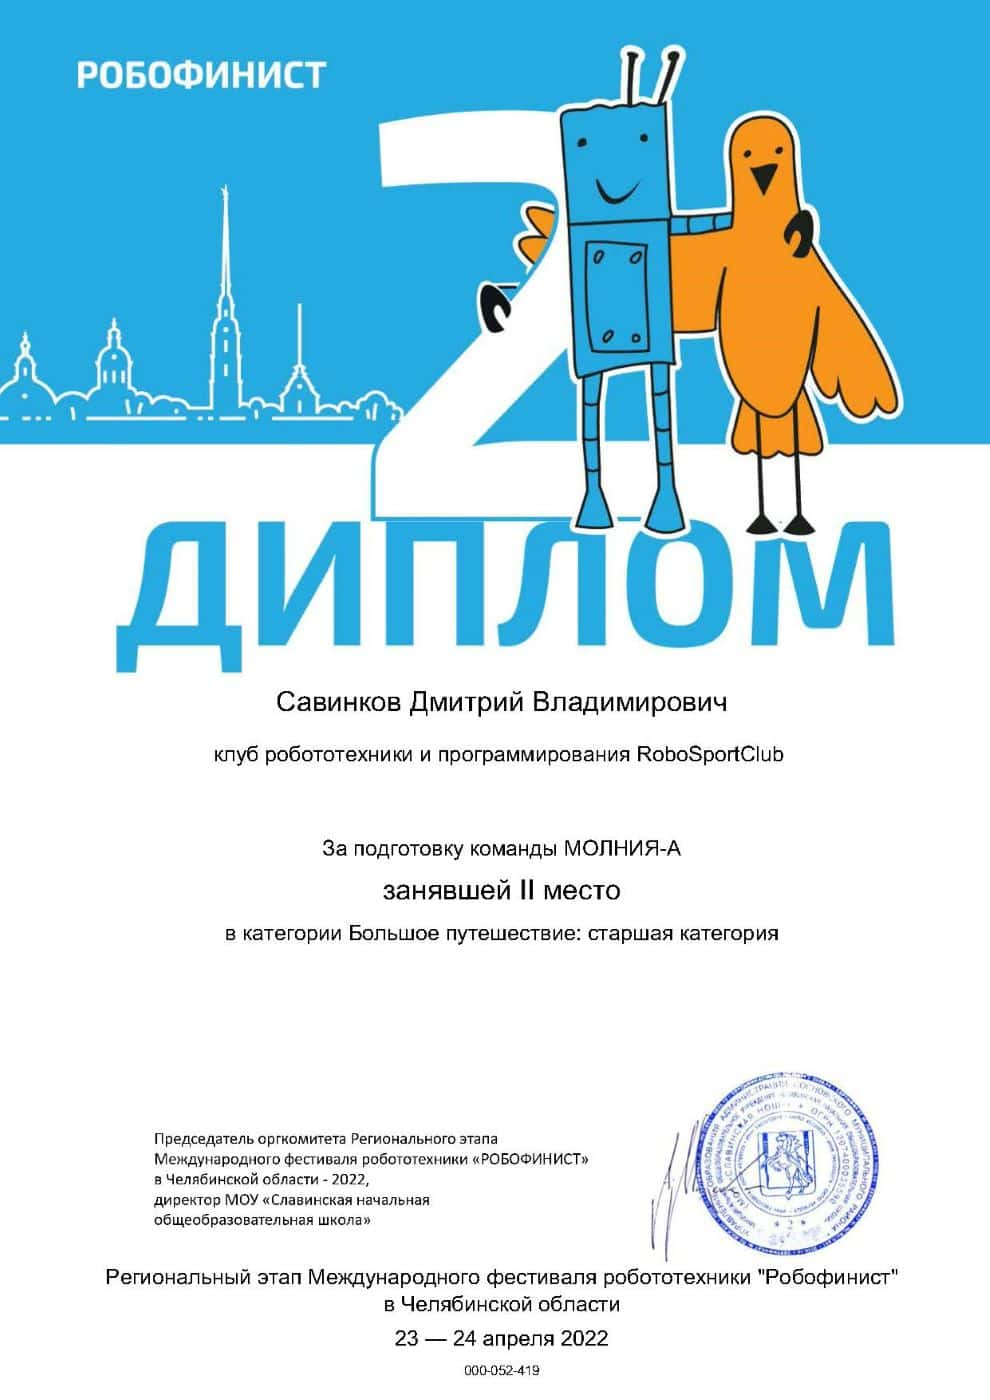 РОБОФИНИСТ
2
ДИПЛОМ
Савинков Дмитрий Владимирович
клуб робототехники и программирования RoboSportClub
За подготовку команды МОЛНИЯ-А
занявшей II место
в категории Большое путешествие: старшая категория
Председатель оргкомитета Регионального этапа
Международного фестиваля робототехники «РОБОФИНИСТ»
в Челябинской области - 2022,
директор МОУ «Славинская начальная
общеобразовательная школа»
Региональный этап Международного фестиваля робототехники "Робофинист"
в Челябинской области
23 — 24 апреля 2022
000-052-419